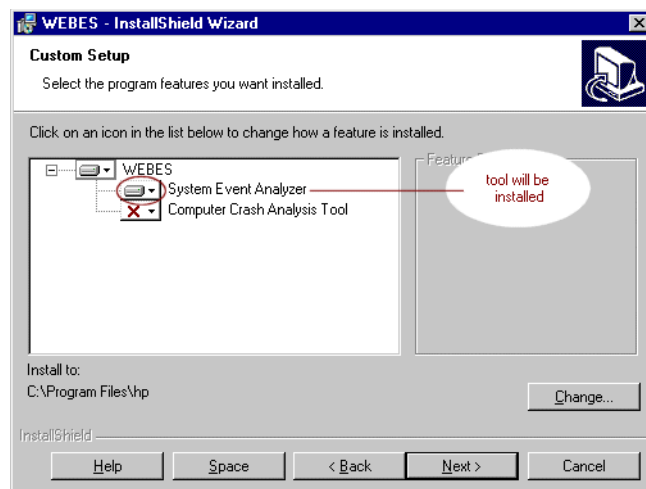 WEBES - InstallShield Wizard
Custom Setup
Select the program features you want installed.
Click on an icon in the list below to change how a feature is installed.
WEBES
System Event Analyzer
Computer Crash Analysis Tool
Feature
tool will be
installed
Install to:
C:\Program Files\hp
Change...
InstallShield
Help
Space
< Back
Next >
Cancel